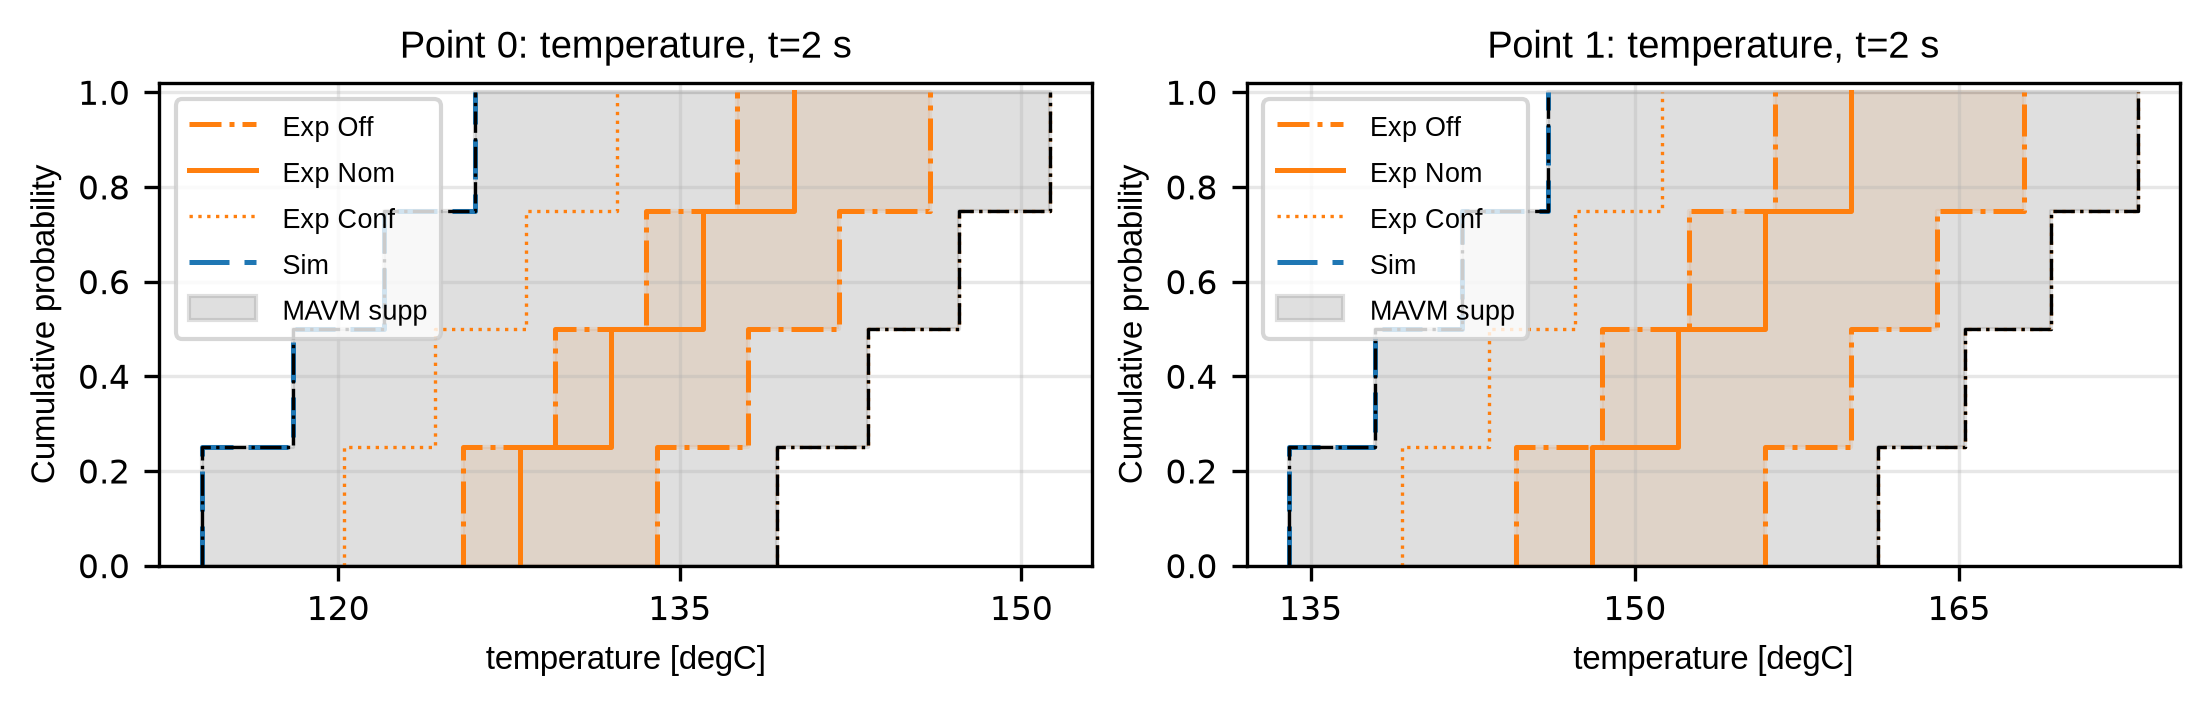 Point 0: temperature, t=2 s
Cumulative probability
1.0
0.8
0.6
0.4
0.2
0.0
Exp Off
Exp Nom
Exp Conf
Sim
MAVM supp
120
135
150
temperature [degC]
Point 1: temperature, t=2 s
Cumulative probability
1.0
0.8
0.6
0.4
0.2
0.0
Exp Off
Exp Nom
Exp Conf
Sim
MAVM supp
135
150
165
temperature [degC]